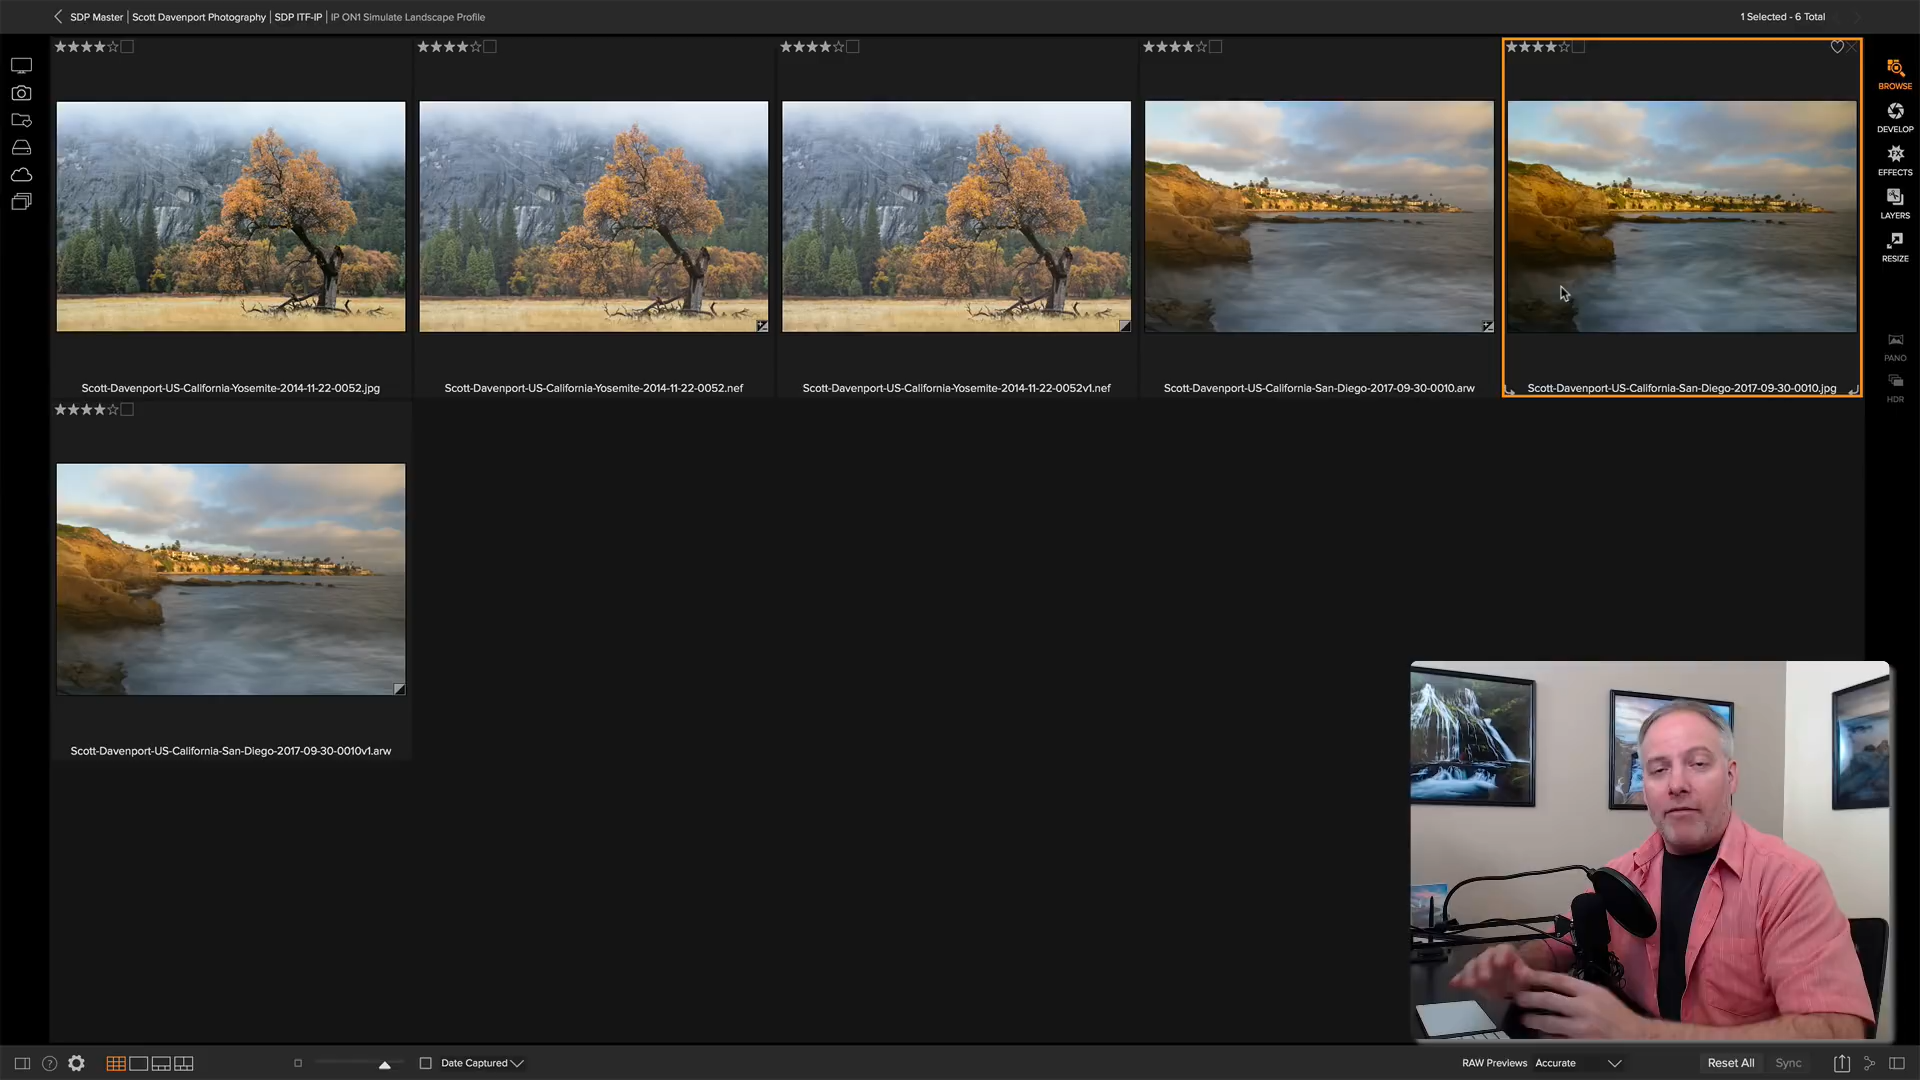 SDP Master | Scott Davenport Photography | SDP ITF-IP | IP ON1 Simulate Landscape Profile
1 Selected - 6 Total
BROWSE
DEVELOP
FX
EFFECTS
LAYERS
RESIZE
PANO
HDR
Scott-Davenport-US-California-Yosemite-2014-11-22-0052.jpg
Scott-Davenport-US-California-Yosemite-2014-11-22-0052.nef
Scott-Davenport-US-California-Yosemite-2014-11-22-0052v1.nef
Scott-Davenport-US-California-San-Diego-2017-09-30-0010.arw
Scott-Davenport-US-California-San-Diego-2017-09-30-0010.jpg
Scott-Davenport-US-California-San-Diego-2017-09-30-0010v1.arw
?
Date Captured
RAW Previews Accurate
Reset All
Sync